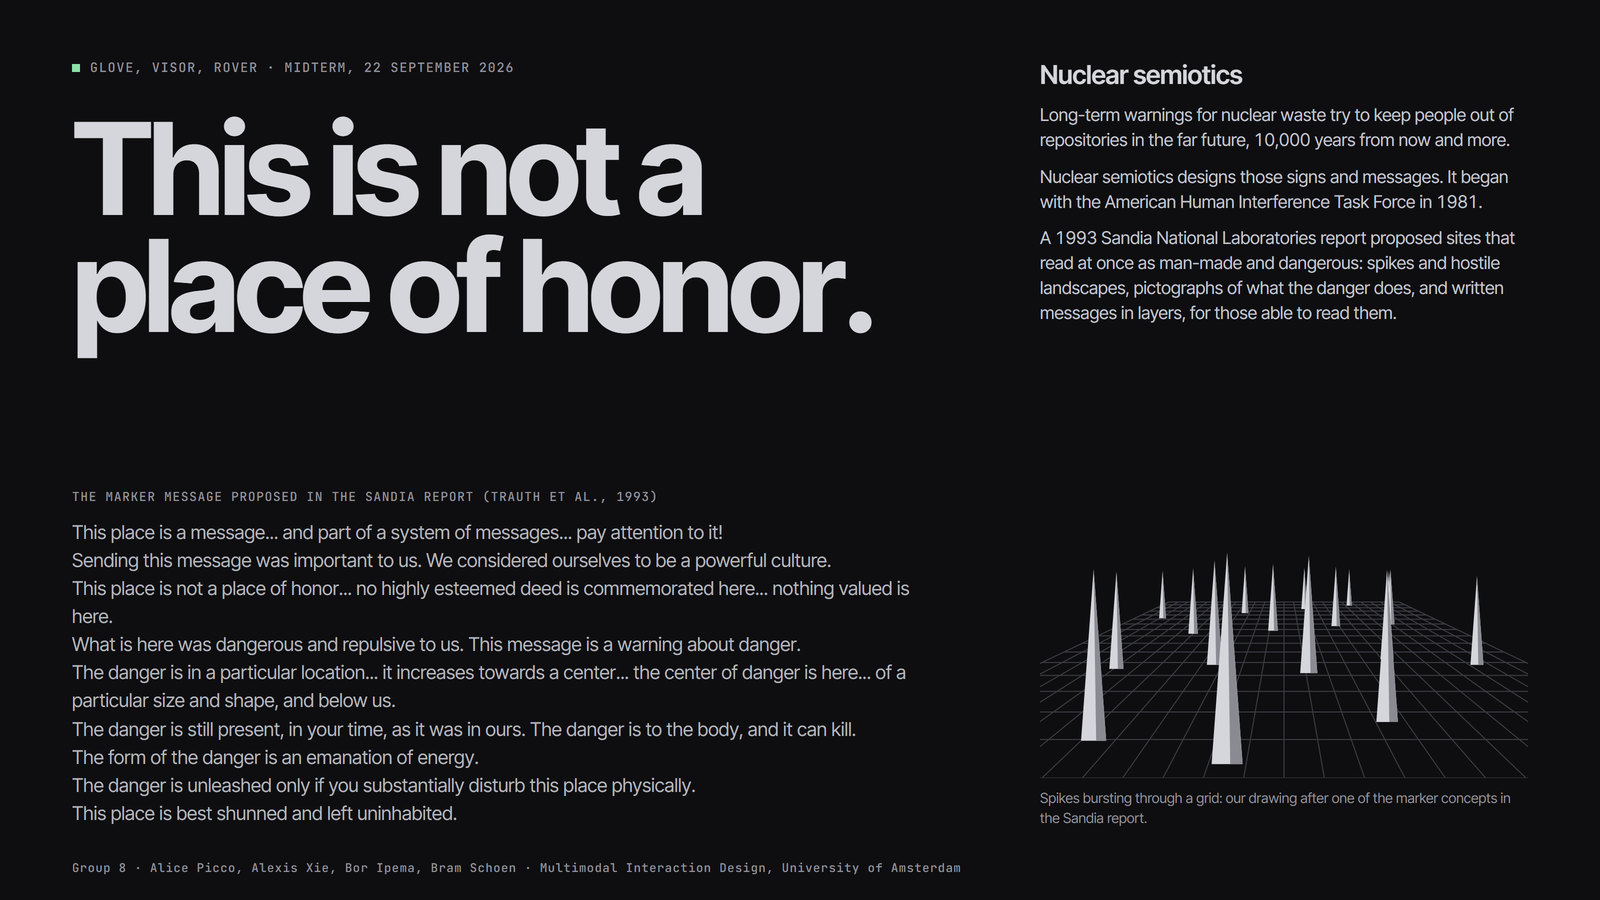 GLOVE, VISOR, ROVER · MIDTERM, 22 SEPTEMBER 2026
This is not a
place of honor.
Nuclear semiotics
Long-term warnings for nuclear waste try to keep people out of
repositories in the far future, 10,000 years from now and more.
Nuclear semiotics designs those signs and messages. It began
with the American Human Interference Task Force in 1981.
A 1993 Sandia National Laboratories report proposed sites that
read at once as man-made and dangerous: spikes and hostile
landscapes, pictographs of what the danger does, and written
messages in layers, for those able to read them.
THE MARKER MESSAGE PROPOSED IN THE SANDIA REPORT (TRAUTH ET AL., 1993)
This place is a message... and part of a system of messages... pay attention to it!
Sending this message was important to us. We considered ourselves to be a powerful culture.
This place is not a place of honor... no highly esteemed deed is commemorated here... nothing valued is
here.
What is here was dangerous and repulsive to us. This message is a warning about danger.
The danger is in a particular location... it increases towards a center... the center of danger is here... of a
particular size and shape, and below us.
The danger is still present, in your time, as it was in ours. The danger is to the body, and it can kill.
The form of the danger is an emanation of energy.
The danger is unleashed only if you substantially disturb this place physically.
This place is best shunned and left uninhabited.
Spikes bursting through a grid: our drawing after one of the marker concepts in
the Sandia report.
Group 8 · Alice Picco, Alexis Xie, Bor Ipema, Bram Schoen · Multimodal Interaction Design, University of Amsterdam